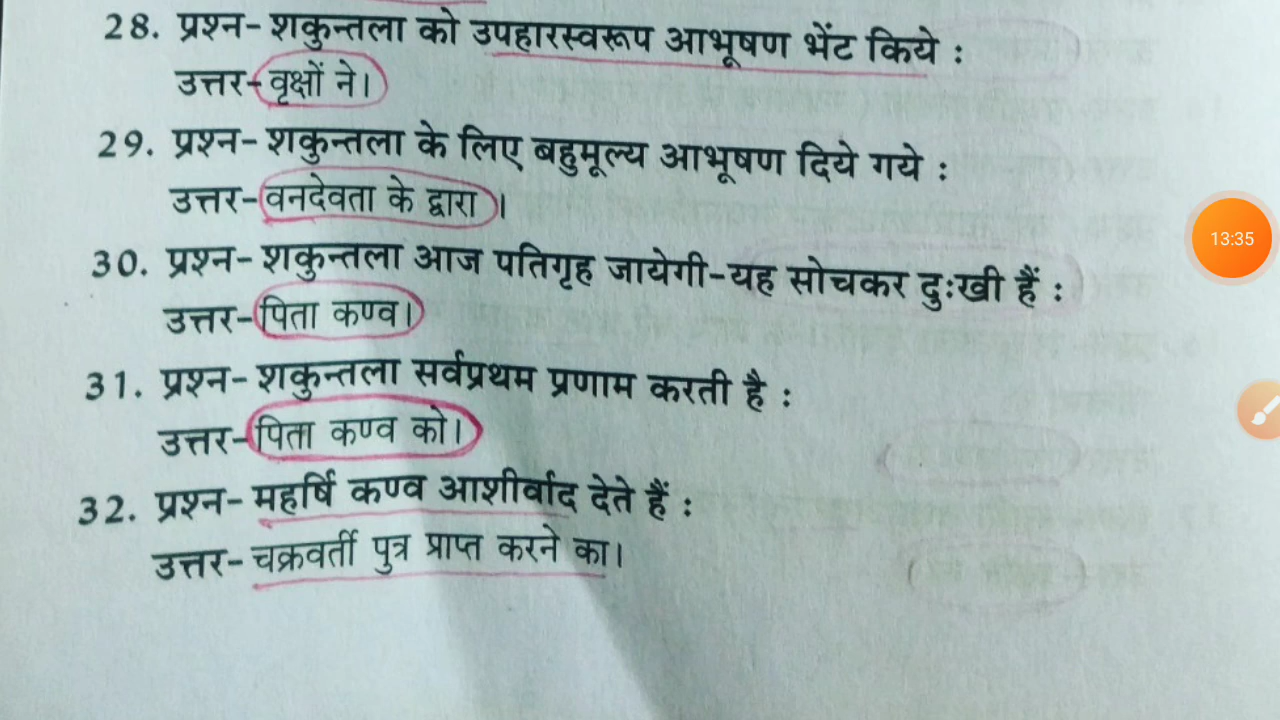 28. प्रश्न- शकुन्तला को उपहारस्वरूप आभूषण भेंट किये :
उत्तर- वृक्षों ने।
29. प्रश्न- शकुन्तला के लिए बहुमूल्य आभूषण दिये गये :
उत्तर- वनदेवता के द्वारा ।
30. प्रश्न- शकुन्तला आज पतिगृह जायेगी-यह सोचकर दुःखी हैं :
उत्तर- पिता कण्व।
31. प्रश्न- शकुन्तला सर्वप्रथम प्रणाम करती है :
उत्तर- पिता कण्व को।
32. प्रश्न- महर्षि कण्व आशीर्वाद देते हैं :
उत्तर- चक्रवर्ती पुत्र प्राप्त करने का।
13:35